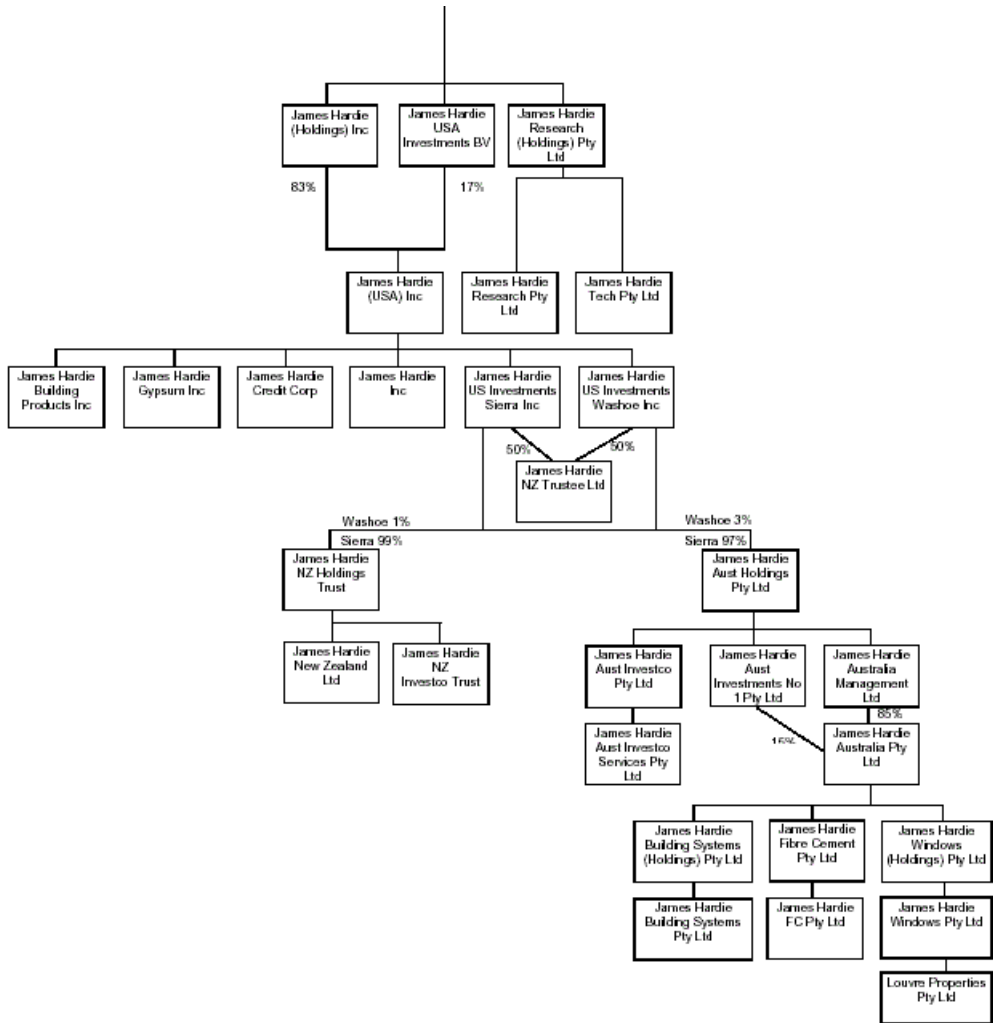 James Hardie
(Holdings) Inc
James Hardie
USA
Investments BV
James Hardie
Research
(Holdings) Pty
Ltd
83%
17%
James Hardie
(USA) Inc
James Hardie
Research Pty
Ltd
James Hardie
Tech Pty Ltd
James Hardie
Building
Products Inc
James Hardie
Gypsum Inc
James Hardie
Credit Corp
James Hardie
Inc
James Hardie
US Investments
Sierra Inc
James Hardie
US Investments
Washoe Inc
50%
50%
James Hardie
NZ Trustee Ltd
Washoe 1%
Sierra 99%
Washoe 3%
Sierra 97%
James Hardie
NZ Holdings
Trust
James Hardie
Aust Holdings
Pty Ltd
James Hardie
New Zealand
Ltd
James Hardie
NZ
Investco Trust
James Hardie
Aust Investco
Pty Ltd
James Hardie
Aust
Investments No
1 Pty Ltd
James Hardie
Australia
Management
Ltd
85%
15%
James Hardie
Aust Investco
Services Pty
Ltd
James Hardie
Australia Pty
Ltd
James Hardie
Building Systems
(Holdings) Pty Ltd
James Hardie
Fibre Cement
Pty Ltd
James Hardie
Windows
(Holdings) Pty Ltd
James Hardie
Building Systems
Pty Ltd
James Hardie
FC Pty Ltd
James Hardie
Windows Pty Ltd
Louvre Properties
Pty Ltd